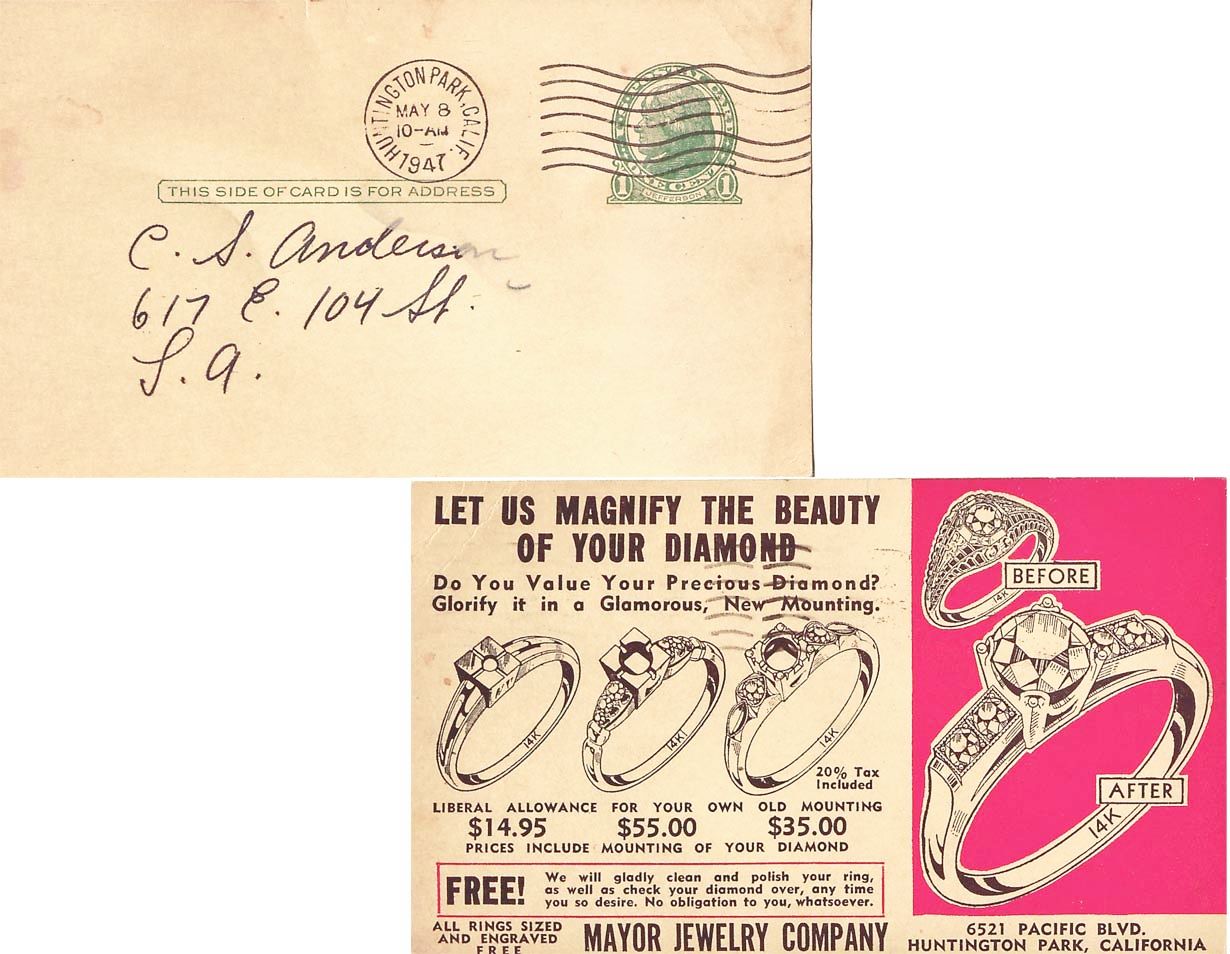 HUNTINGTON PARK, CALIF.
MAY 8
10-AM
1947
THIS SIDE OF CARD IS FOR ADDRESS
1 JEFFERSON 1
C. S. Anderson
617 E. 104 St.
L.A.
LET US MAGNIFY THE BEAUTY
OF YOUR DIAMOND
Do You Value Your Precious Diamond?
Glorify it in a Glamorous, New Mounting.
14K 14K 14K
20% Tax
Included
LIBERAL ALLOWANCE FOR YOUR OWN OLD MOUNTING
$14.95 $55.00 $35.00
PRICES INCLUDE MOUNTING OF YOUR DIAMOND
FREE!
We will gladly clean and polish your ring,
as well as check your diamond over, any time
you so desire. No obligation to you, whatsoever.
ALL RINGS SIZED
AND ENGRAVED
FREE
MAYOR JEWELRY COMPANY
BEFORE
14K
AFTER
14K
6521 PACIFIC BLVD.
HUNTINGTON PARK, CALIFORNIA